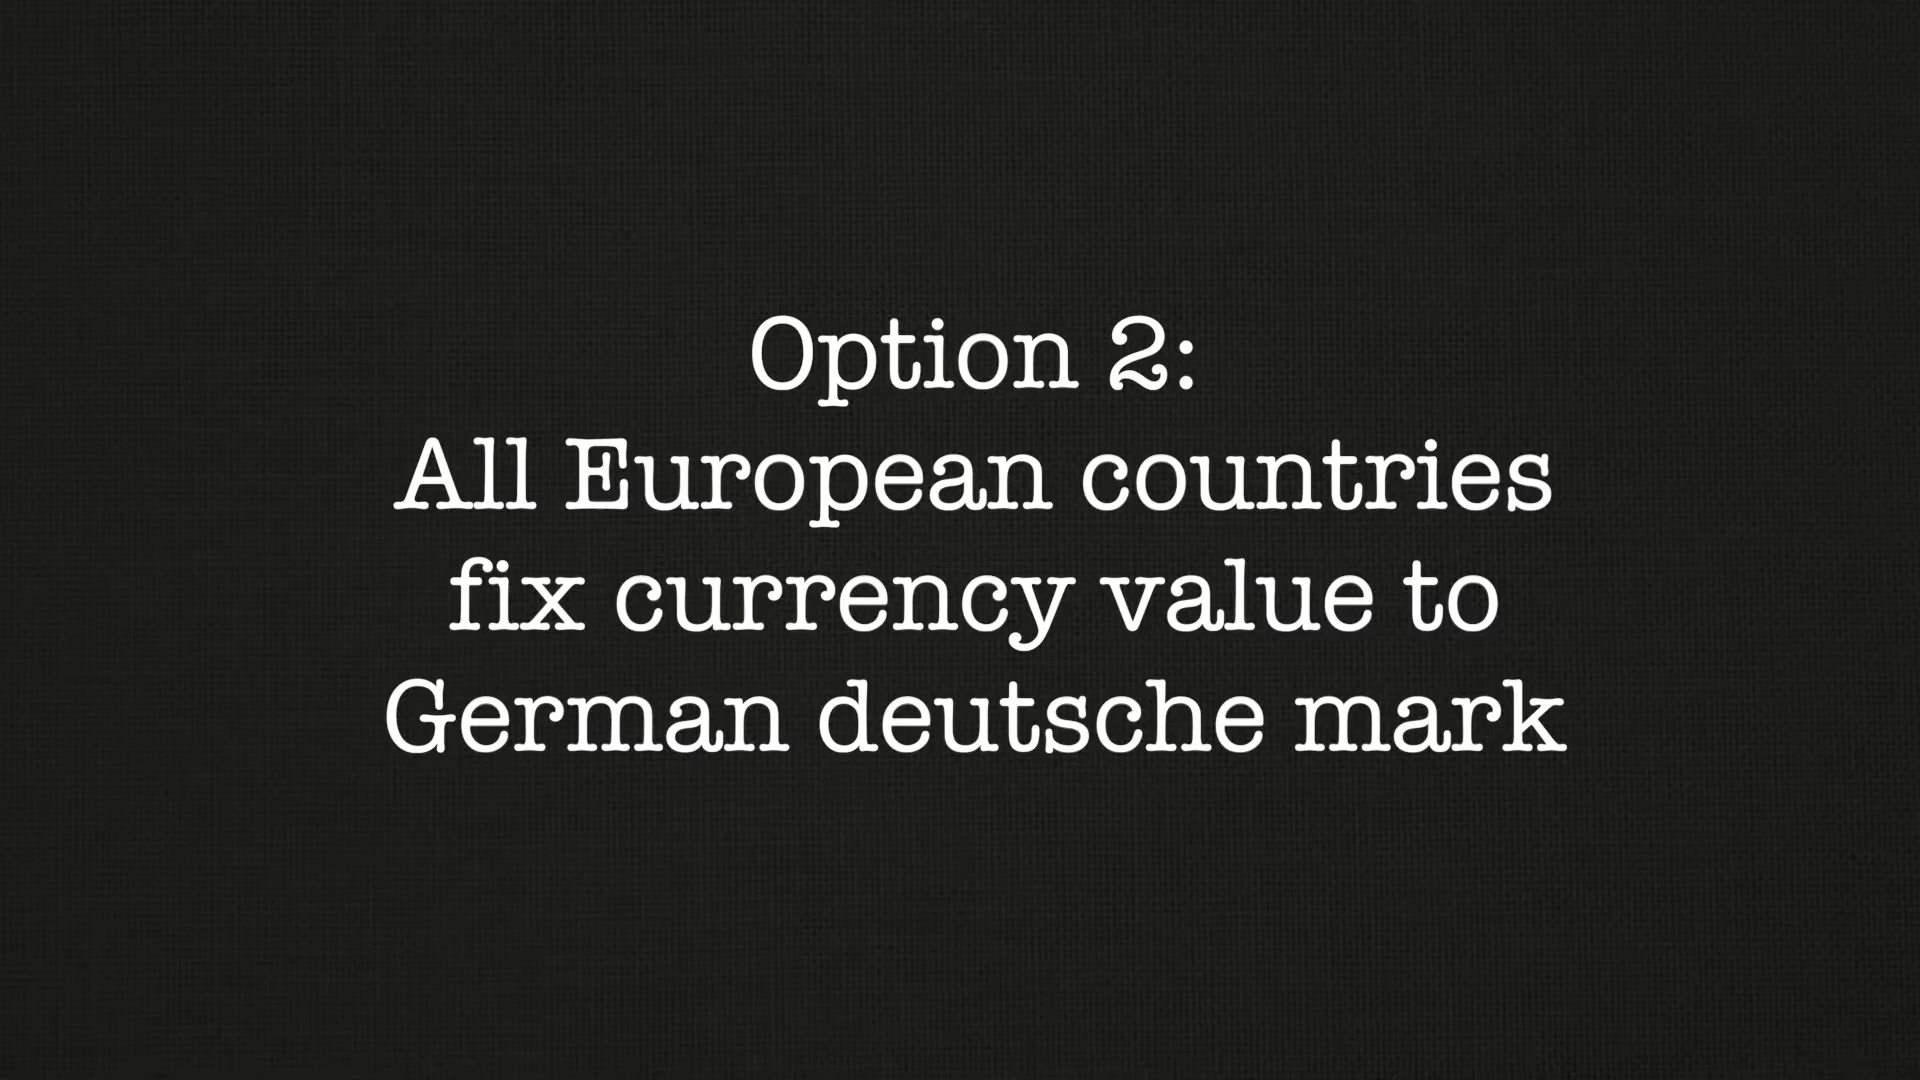 Option 2:
All European countries
fix currency value to
German deutsche mark